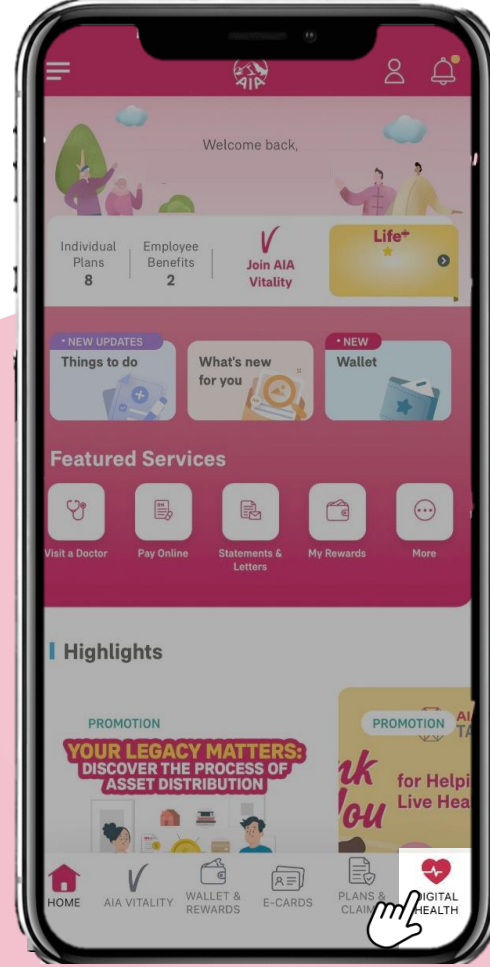 AIA
Welcome back,
Individual
Plans
8
Employee
Benefits
2
Join AIA
Vitality
Life+
• NEW UPDATES
Things to do
What's new
for you
• NEW
Wallet
Featured Services
Visit a Doctor
Pay Online
Statements &
Letters
My Rewards
More
Highlights
PROMOTION
YOUR LEGACY MATTERS:
DISCOVER THE PROCESS OF
ASSET DISTRIBUTION
PROMOTION
for Helpi
Live Hea
HOME
AIA VITALITY
WALLET &
REWARDS
E-CARDS
PLANS &
CLAIM
DIGITAL
HEALTH